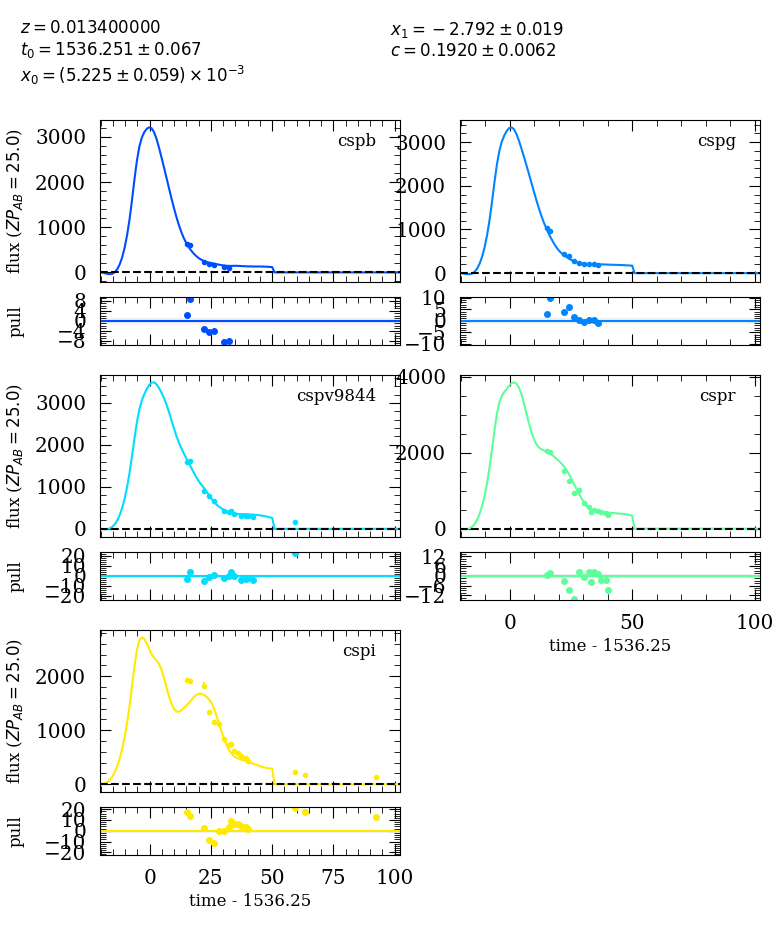 z = 0.013400000
t₀ = 1536.251 ± 0.067
x₀ = (5.225 ± 0.059) × 10⁻³
x₁ = −2.792 ± 0.019
c = 0.1920 ± 0.0062
flux (ZP_AB = 25.0)
3000
2000
1000
0
cspb
3000
2000
1000
0
cspg
pull
8
4
0
−4
−8
10
5
0
−5
−10
flux (ZP_AB = 25.0)
3000
2000
1000
0
cspv9844
4000
2000
0
cspr
pull
20
10
0
−10
−20
12
6
0
−6
−12
0 50 100
time - 1536.25
flux (ZP_AB = 25.0)
2000
1000
0
cspi
pull
20
10
0
−10
−20
0 25 50 75 100
time - 1536.25